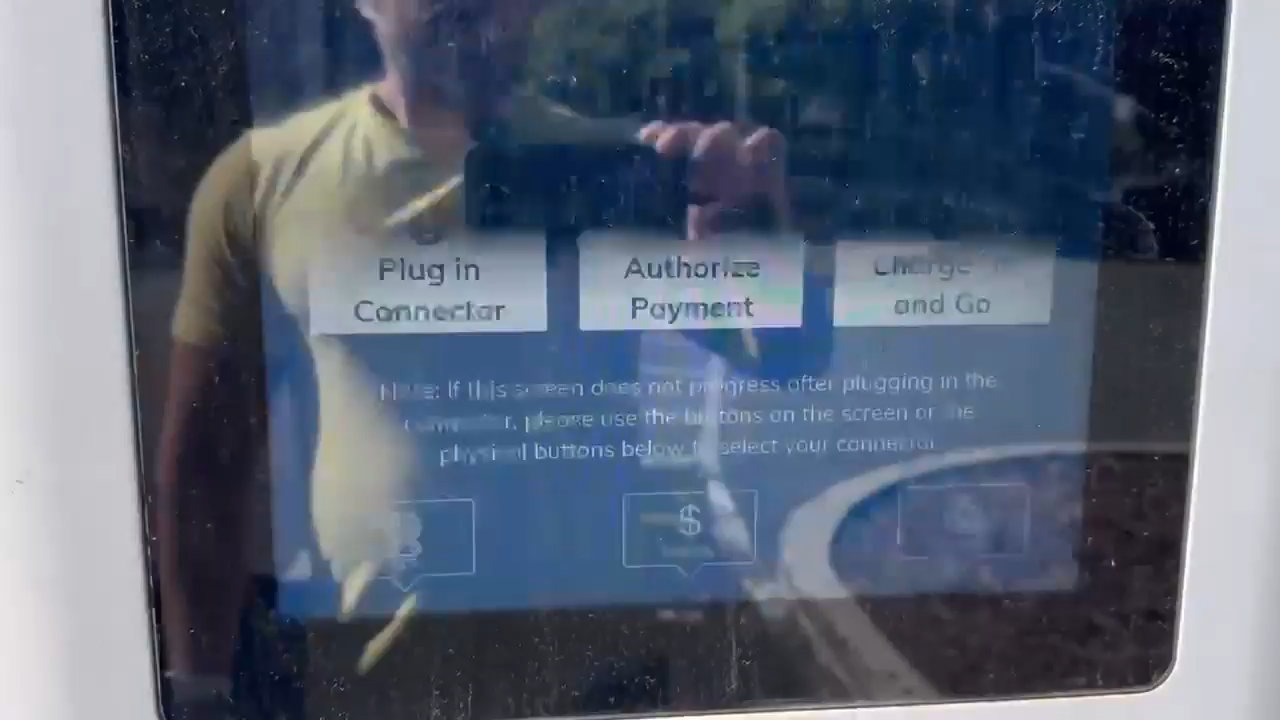 Plug in
Connector
Authorize
Payment
Charge
and Go
Note: If this screen does not progress after plugging in the
connector, please use the buttons on the screen or the
physical buttons below to select your connector
$